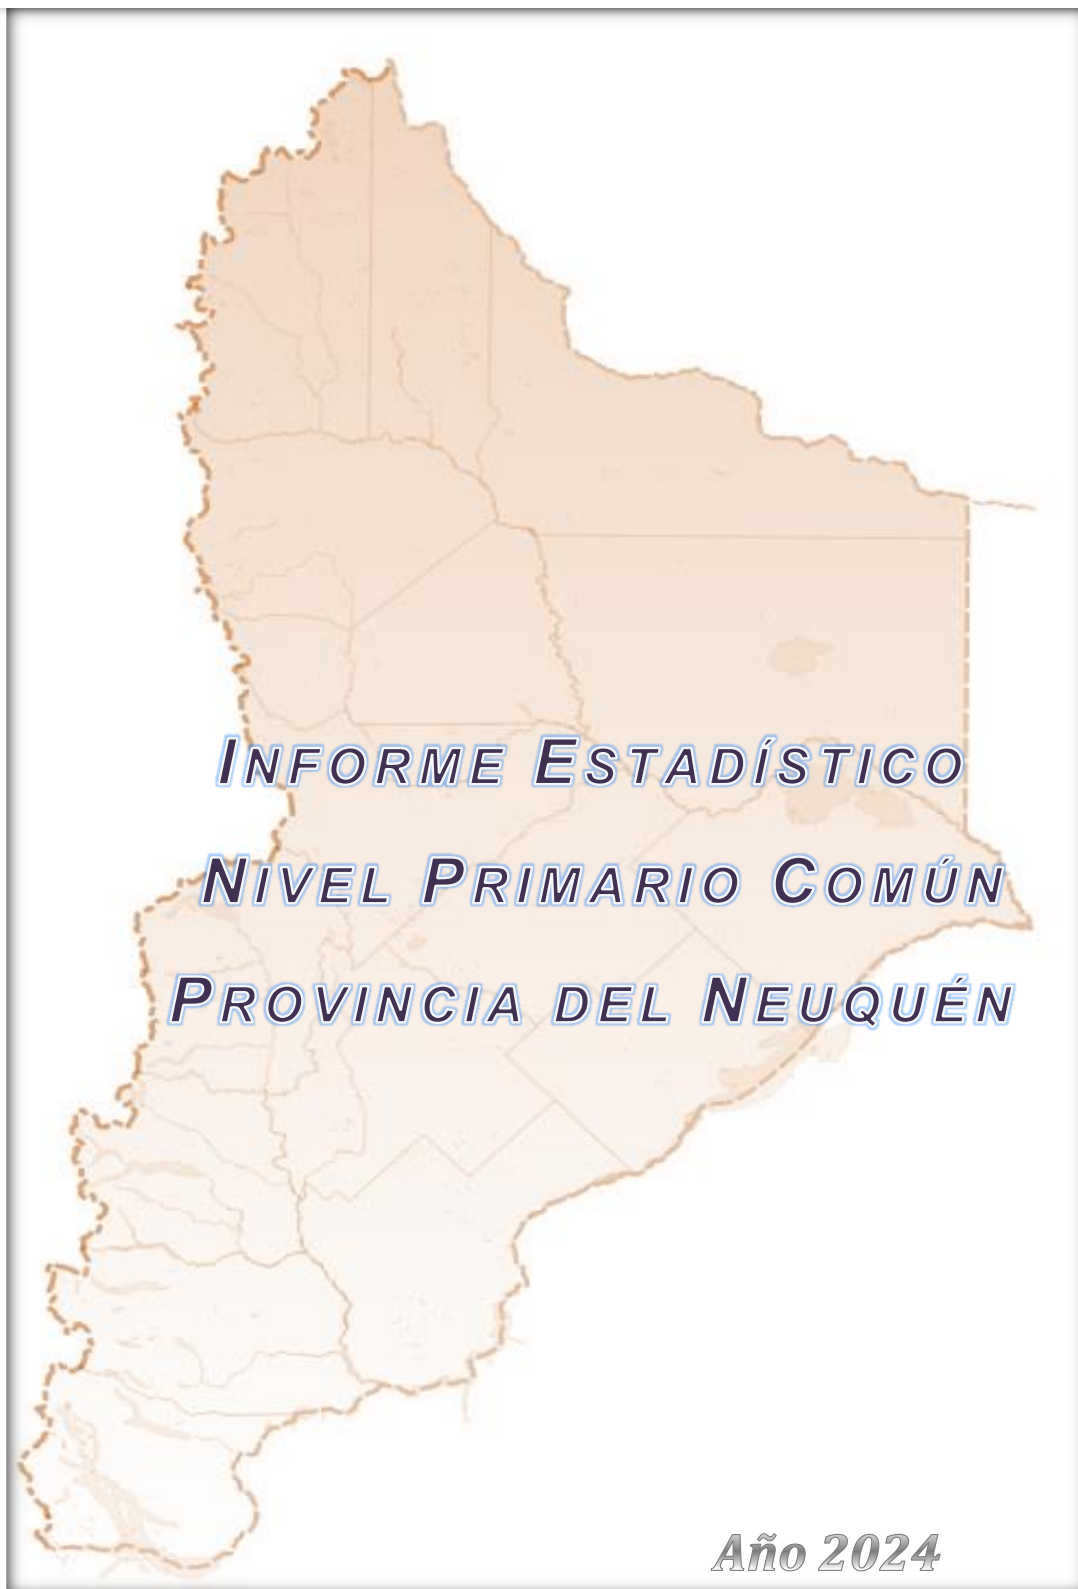 INFORME ESTADÍSTICO
NIVEL PRIMARIO COMÚN
PROVINCIA DEL NEUQUÉN
Año 2024